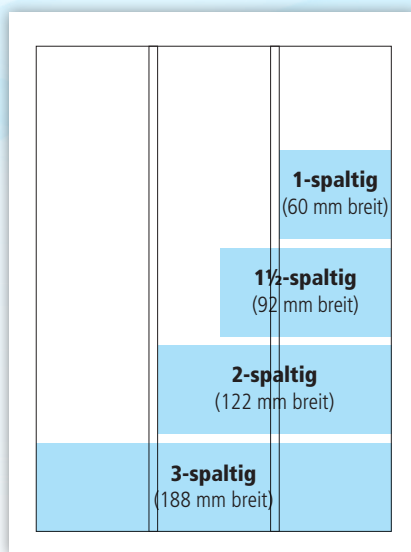 1-spaltig
(60 mm breit)
1½-spaltig
(92 mm breit)
2-spaltig
(122 mm breit)
3-spaltig
(188 mm breit)